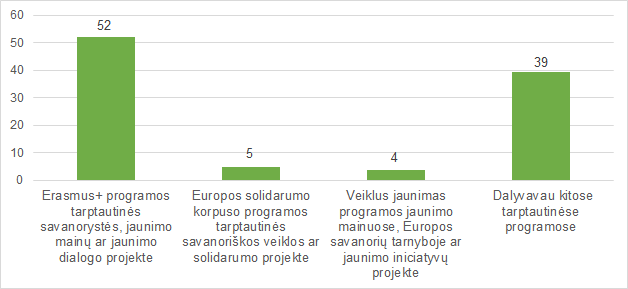 60
50
40
30
20
10
0
52
5
4
39
Erasmus+ programos
tarptautinės
savanorystės, jaunimo
mainų ar jaunimo
dialogo projekte
Europos solidarumo
korpuso programos
tarptautinės
savanoriškos veiklos ar
solidarumo projekte
Veiklus jaunimas
programos jaunimo
mainuose, Europos
savanorių tarnyboje ar
jaunimo iniciatyvų
projekte
Dalyvavau kitose
tarptautinėse
programose